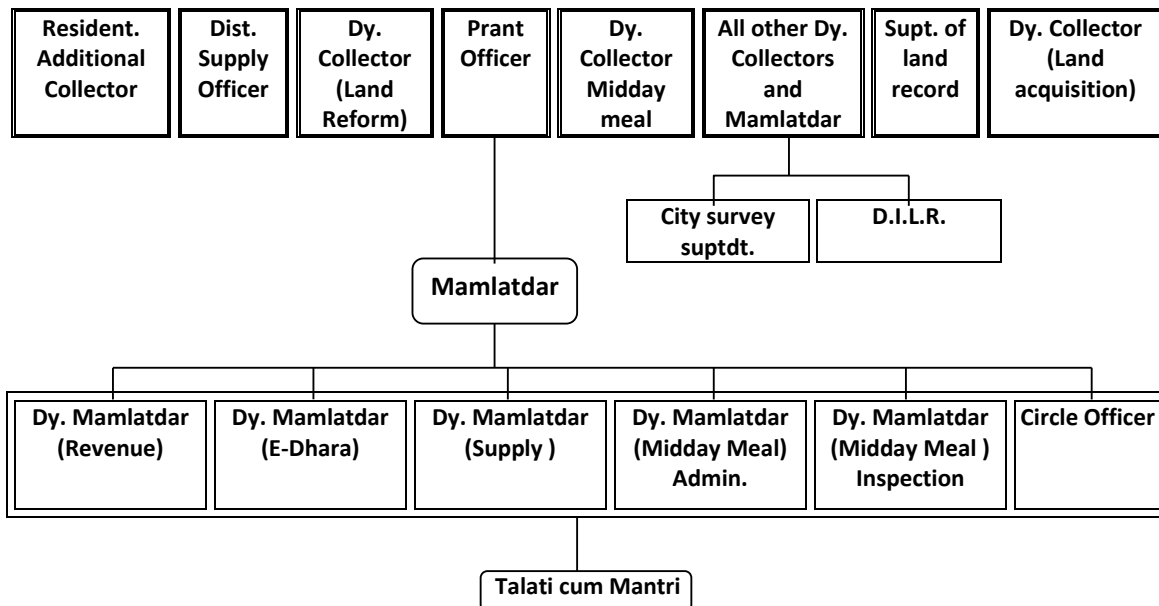 Resident.
Additional
Collector
Dist.
Supply
Officer
Dy.
Collector
(Land
Reform)
Prant
Officer
Dy.
Collector
Midday
meal
All other Dy.
Collectors
and
Mamlatdar
Supt. of
land
record
Dy. Collector
(Land
acquisition)
City survey
suptdt.
D.I.L.R.
Mamlatdar
Dy. Mamlatdar
(Revenue)
Dy. Mamlatdar
(E-Dhara)
Dy. Mamlatdar
(Supply )
Dy. Mamlatdar
(Midday Meal)
Admin.
Dy. Mamlatdar
(Midday Meal )
Inspection
Circle Officer
Talati cum Mantri